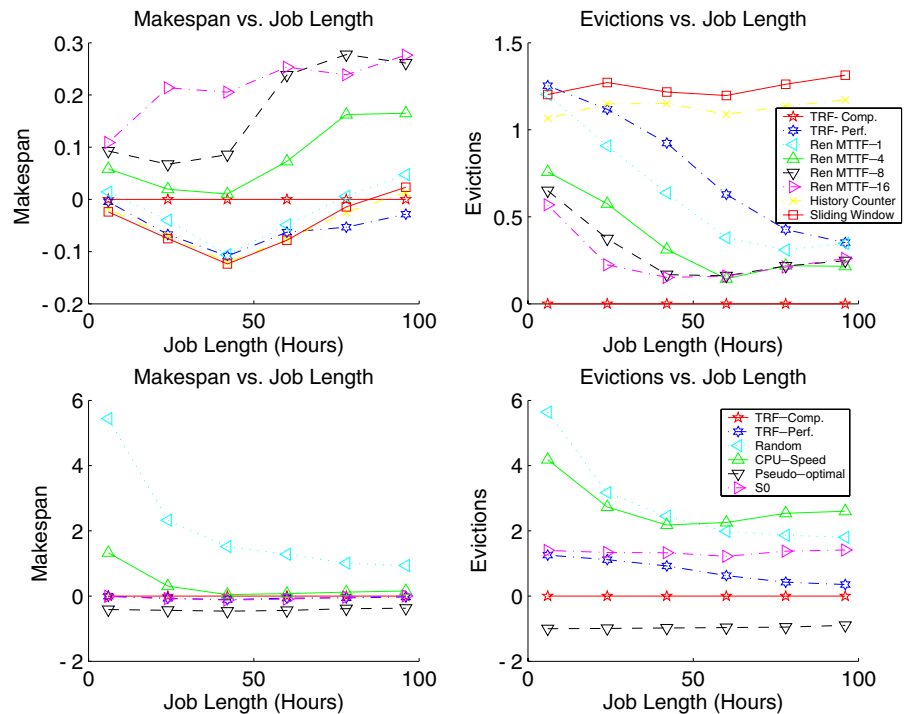 Makespan vs. Job Length
0.3
0.2
0.1
0
- 0.1
- 0.2
0
50
100
Makespan
Job Length (Hours)
Evictions vs. Job Length
1.5
1
0.5
0
0
50
100
Evictions
Job Length (Hours)
TRF- Comp.
TRF- Perf.
Ren MTTF-1
Ren MTTF-4
Ren MTTF-8
Ren MTTF-16
History Counter
Sliding Window
Makespan vs. Job Length
6
4
2
0
- 2
0
50
100
Makespan
Job Length (Hours)
Evictions vs. Job Length
6
4
2
0
- 2
0
50
100
Evictions
Job Length (Hours)
TRF-Comp.
TRF-Perf.
Random
CPU-Speed
Pseudo-optimal
S0